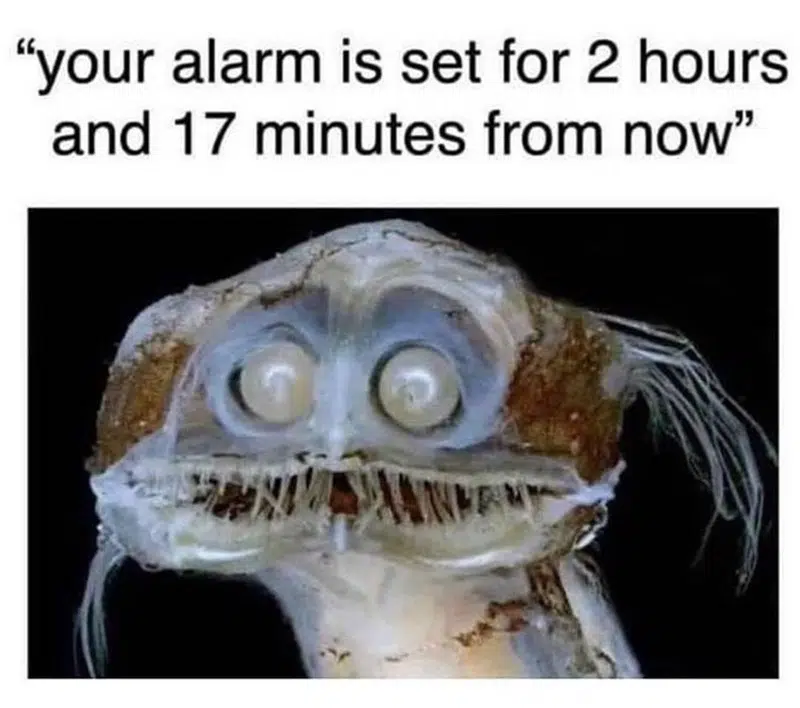 “your alarm is set for 2 hours
and 17 minutes from now”